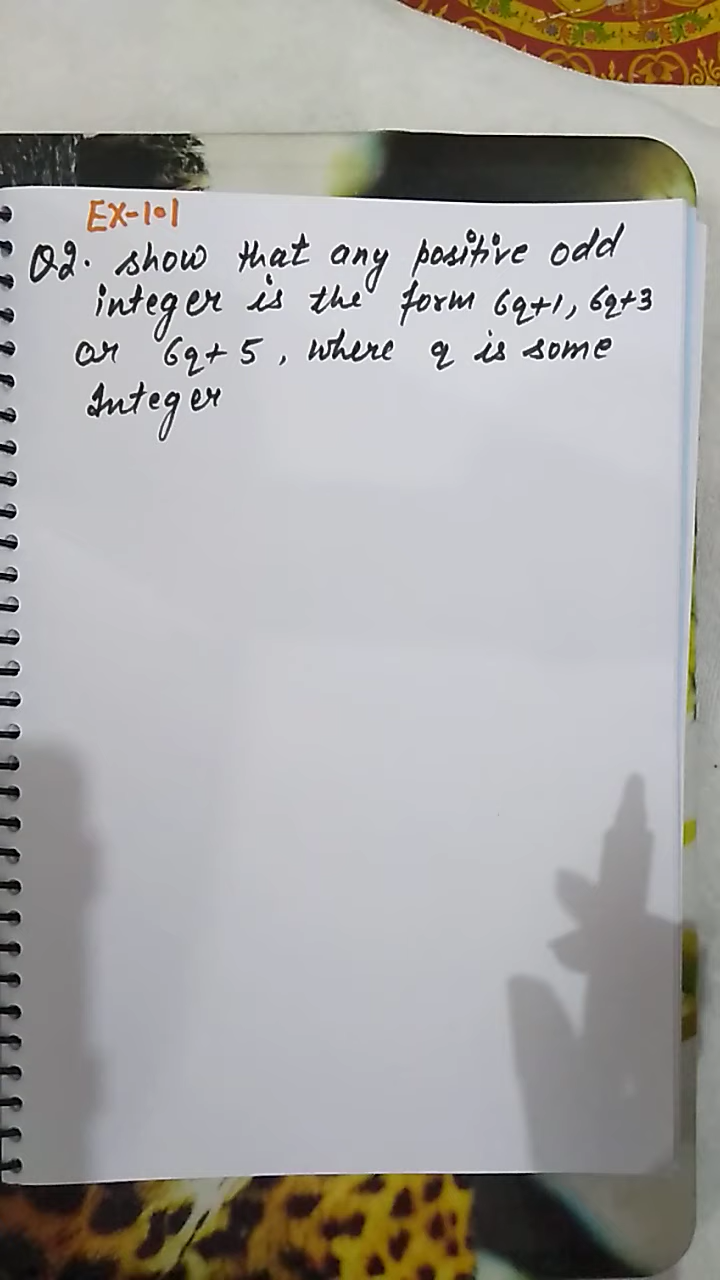 EX-1.1
Q2. show that any positive odd
integer is the form 6q+1, 6q+3
or 6q+5, where q is some
Integer